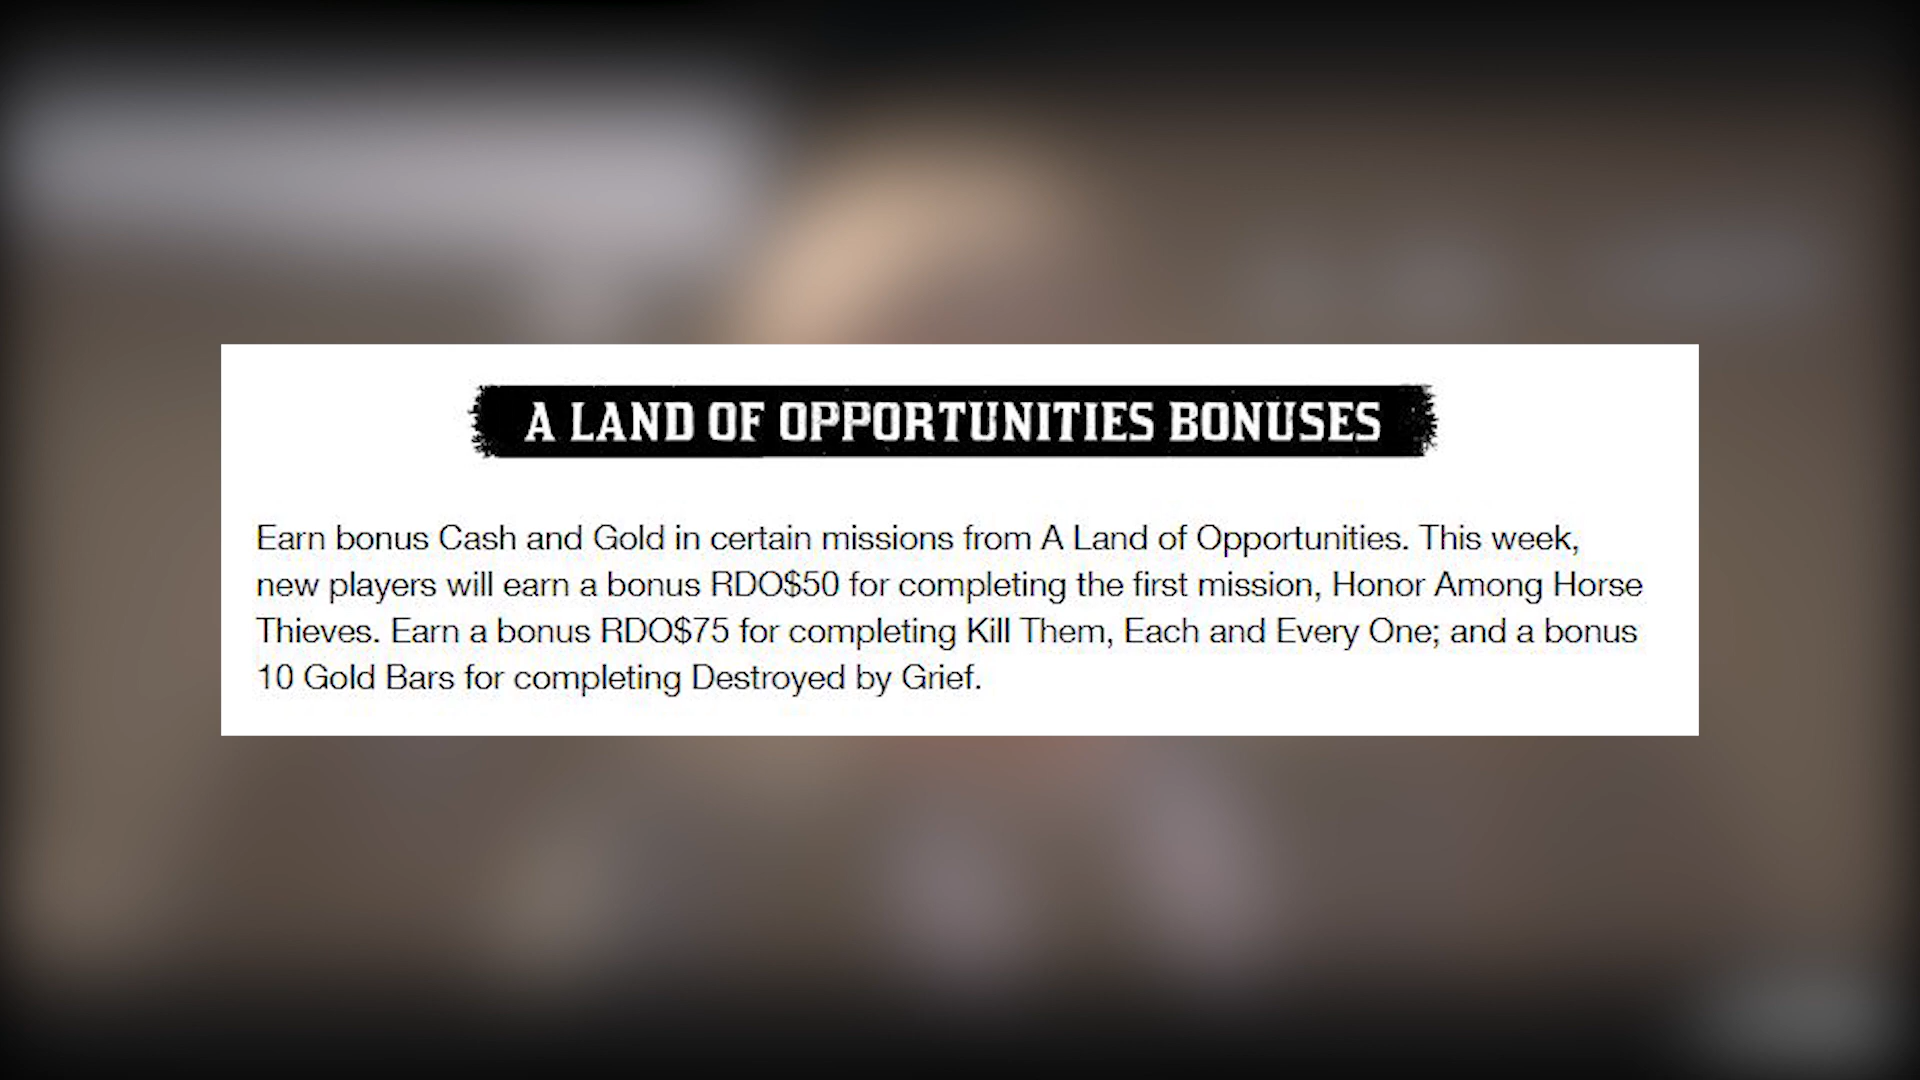 A LAND OF OPPORTUNITIES BONUSES
Earn bonus Cash and Gold in certain missions from A Land of Opportunities. This week,
new players will earn a bonus RDO$50 for completing the first mission, Honor Among Horse
Thieves. Earn a bonus RDO$75 for completing Kill Them, Each and Every One; and a bonus
10 Gold Bars for completing Destroyed by Grief.